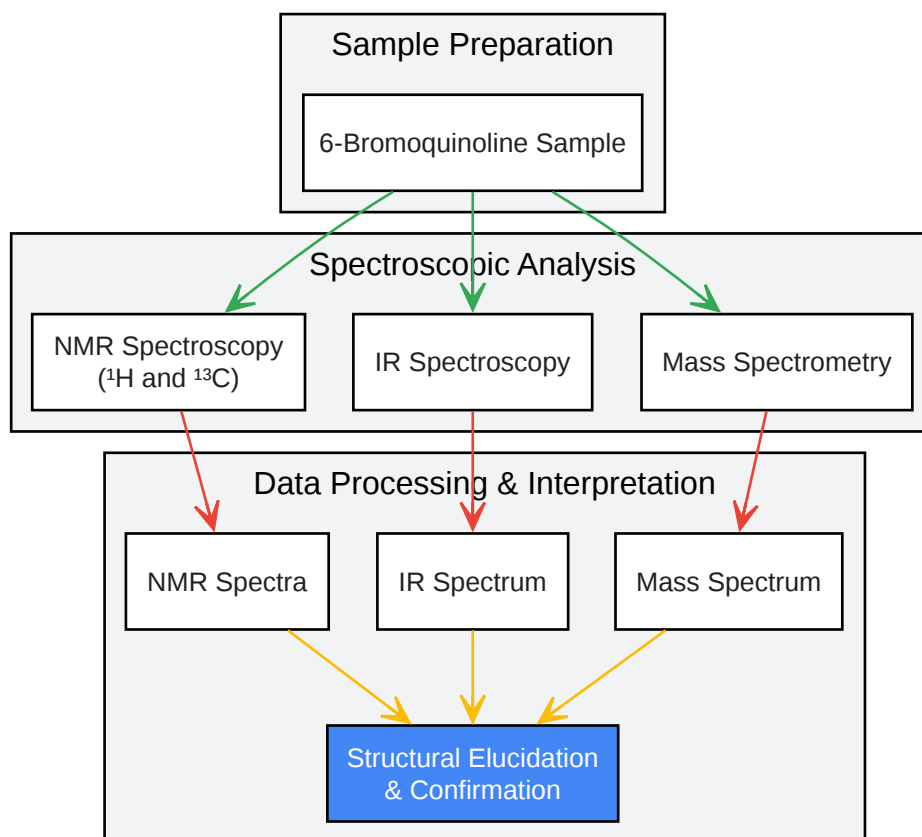 Sample Preparation
6-Bromoquinoline Sample
Spectroscopic Analysis
NMR Spectroscopy
(¹H and ¹³C)
IR Spectroscopy
Mass Spectrometry
Data Processing & Interpretation
NMR Spectra
IR Spectrum
Mass Spectrum
Structural Elucidation
& Confirmation